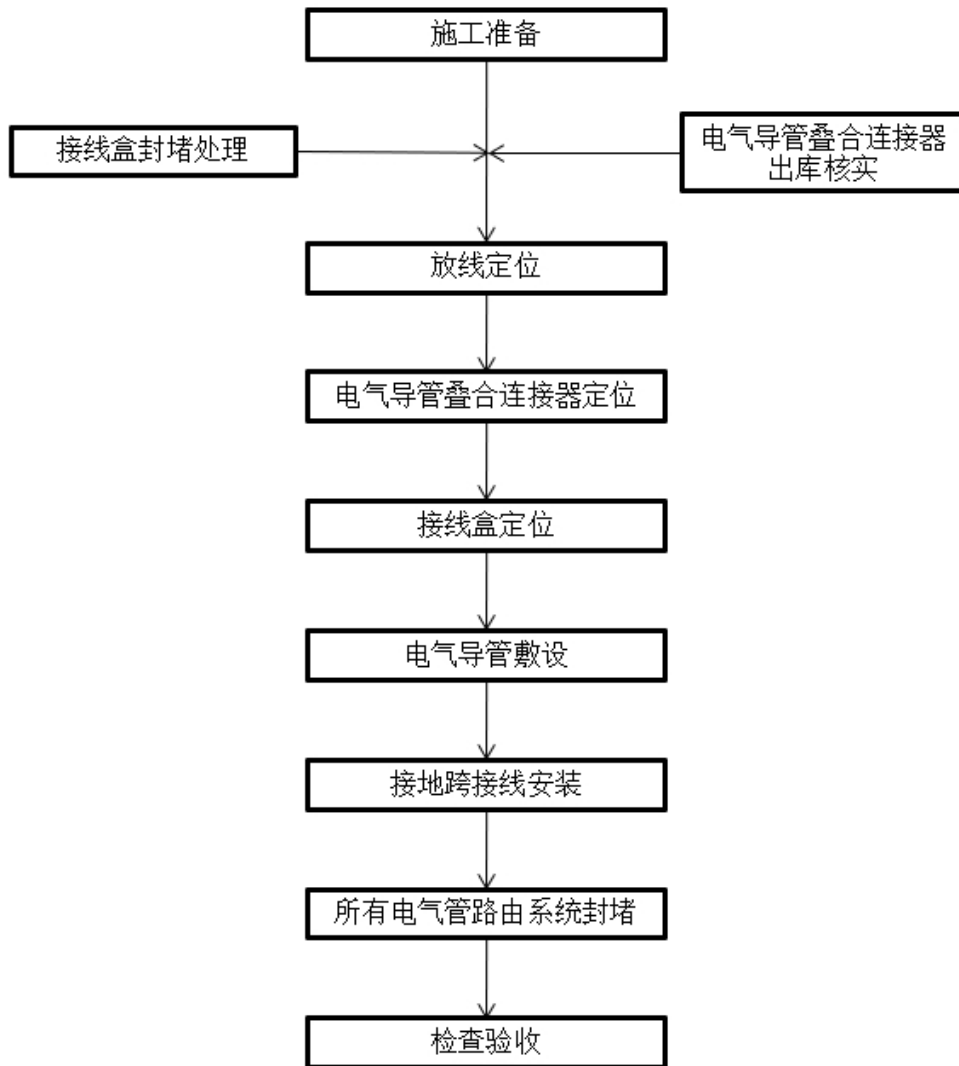 施工准备
接线盒封堵处理
电气导管叠合连接器
出库核实
放线定位
电气导管叠合连接器定位
接线盒定位
电气导管敷设
接地跨接线安装
所有电气管路由系统封堵
检查验收